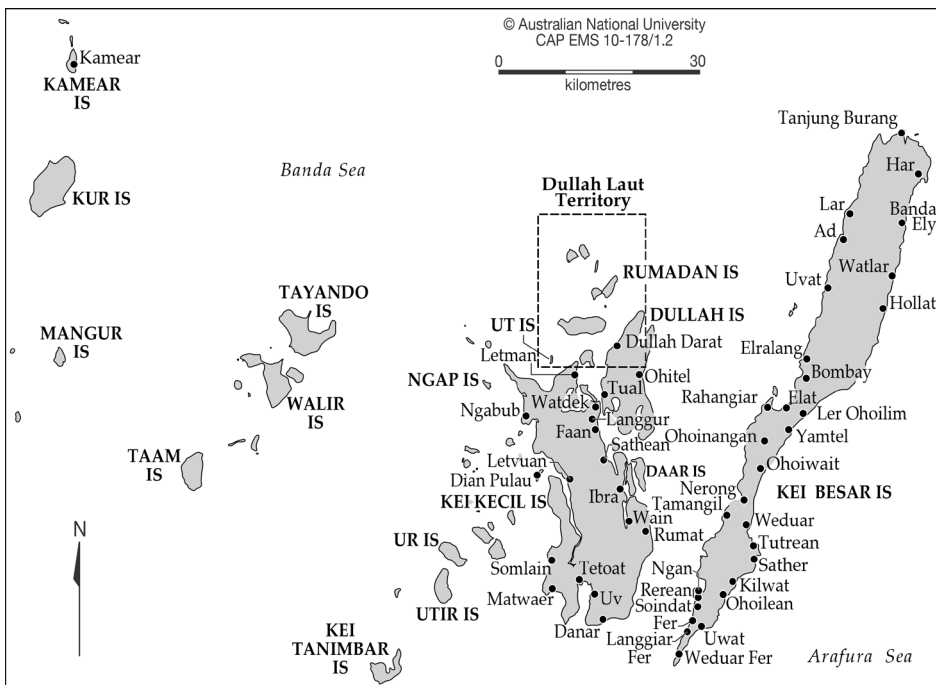 © Australian National University
CAP EMS 10-178/1.2
0
30
kilometres
Kamear
KAMEAR
IS
Tanjung Burang
Banda Sea
Har
KUR IS
Dullah Laut
Territory
Lar
Banda
Ely
Ad
Watlar
RUMADAN IS
Uvat
TAYANDO
IS
Hollat
DULLAH IS
MANGUR
IS
UT IS
Dullah Darat
Letman
Elralang
Bombay
NGAP IS
Tual
Ohitel
Rahangiar
Elat
WALIR
IS
Ngabub
Watdek
Langgur
Ler Ohoilim
Faan
Ohoinangan
Yamtel
Sathean
TAAM
IS
Letvuan
DAAR IS
Ohoiwait
Dian Pulau
KEI KECIL IS
Ibra
Nerong
KEI BESAR IS
Tamangil
N
Wain
Weduar
Rumat
UR IS
Tutrean
Somlain
Tetoat
Ngan
Sather
Matwaer
Uv
Rerean
Kilwat
UTIR IS
Soindat
Ohoilean
Danar
Fer
KEI
TANIMBAR
IS
Langgiar
Fer
Uwat
Weduar Fer
Arafura Sea